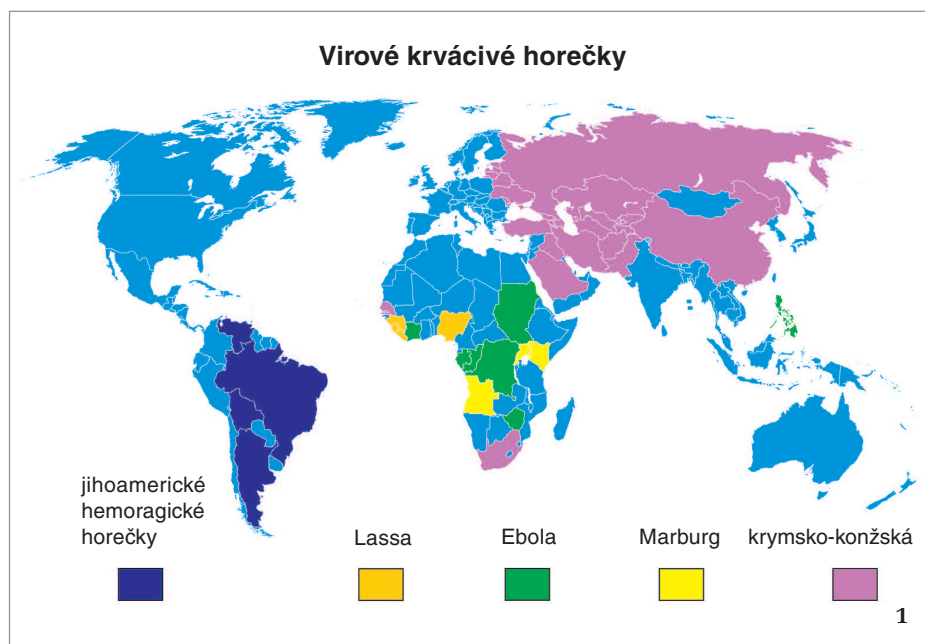 Virové krvácivé horečky
jihoamerické
hemoragické
horečky
Lassa
Ebola
Marburg
krymsko-konžská
1